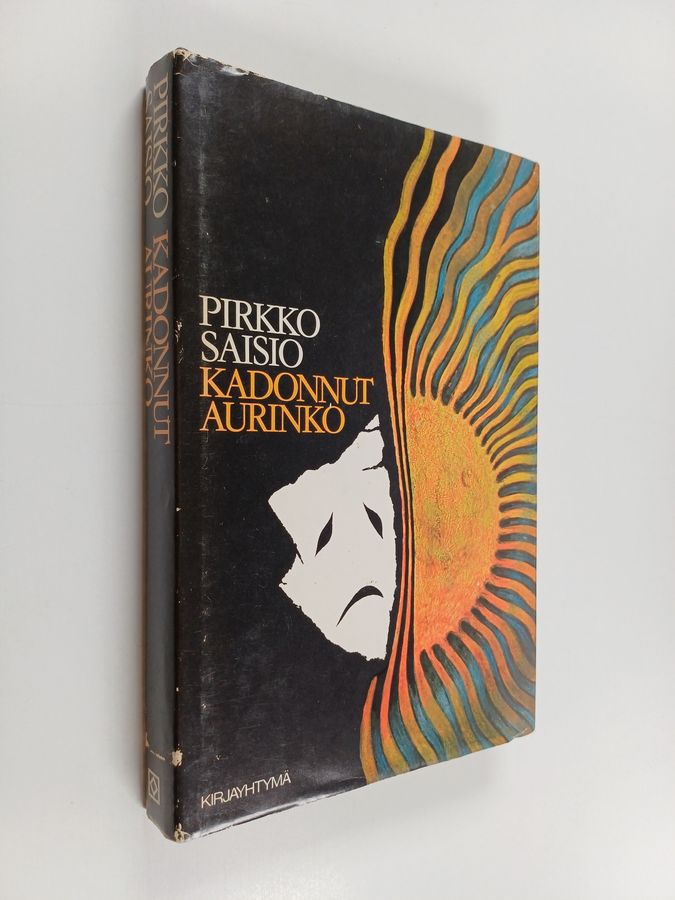 PIRKKO
SAISIO
KADONNUT
AURINKO
KIRJAYHTYMÄ
PIRKKO
SAISIO
KADONNUT
AURINKO